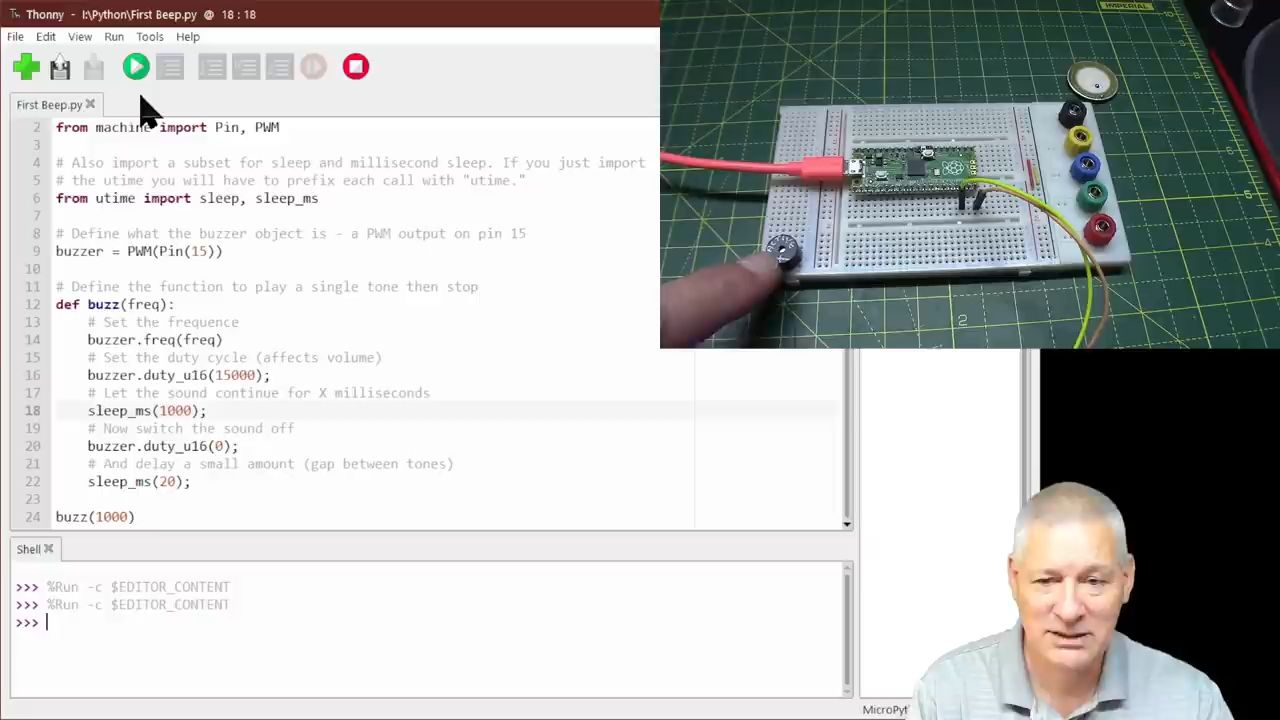 Thonny - I:\Python\First Beep.py @ 18 : 18
File Edit View Run Tools Help
First Beep.py
2 from machine import Pin, PWM
3
4 # Also import a subset for sleep and millisecond sleep. If you just import
5 # the utime you will have to prefix each call with "utime."
6 from utime import sleep, sleep_ms
7
8 # Define what the buzzer object is - a PWM output on pin 15
9 buzzer = PWM(Pin(15))
10
11 # Define the function to play a single tone then stop
12 def buzz(freq):
13 # Set the frequence
14 buzzer.freq(freq)
15 # Set the duty cycle (affects volume)
16 buzzer.duty_u16(15000);
17 # Let the sound continue for X milliseconds
18 sleep_ms(1000);
19 # Now switch the sound off
20 buzzer.duty_u16(0);
21 # And delay a small amount (gap between tones)
22 sleep_ms(20);
23
24 buzz(1000)
Shell
>>> %Run -c $EDITOR_CONTENT
>>> %Run -c $EDITOR_CONTENT
>>>
IMPERIAL
2